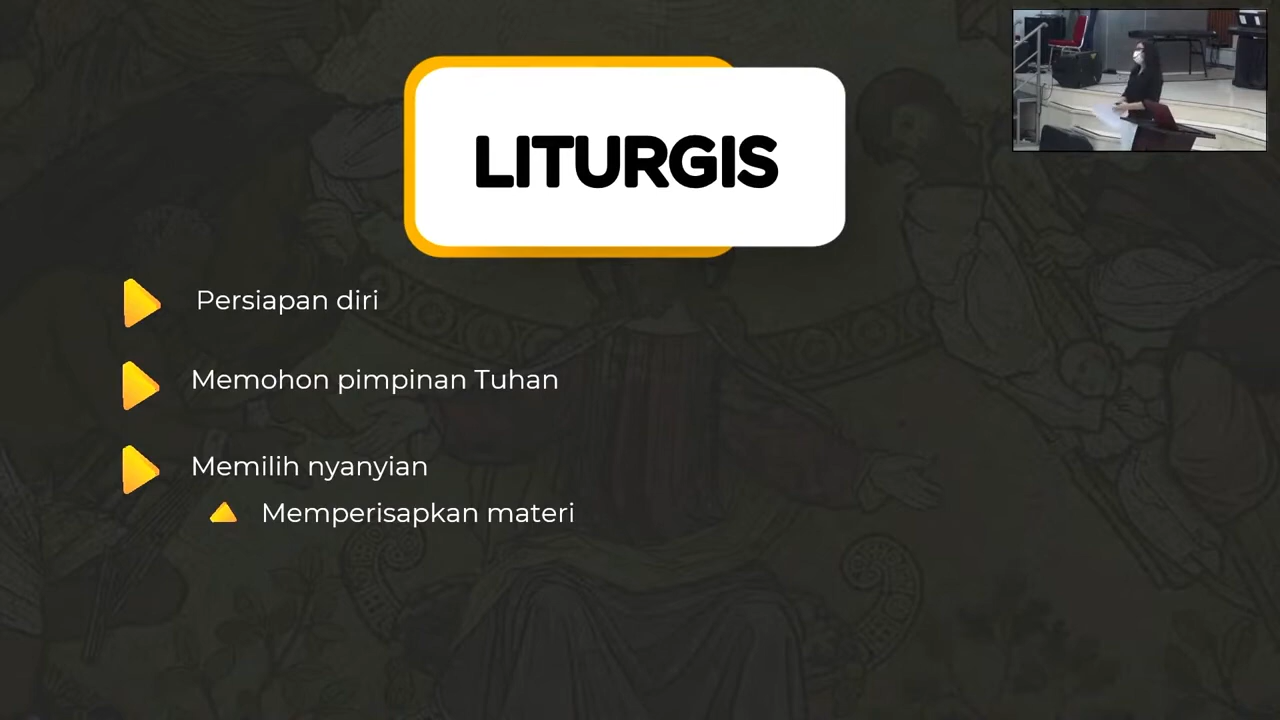 LITURGIS
Persiapan diri
Memohon pimpinan Tuhan
Memilih nyanyian
Memperisapkan materi